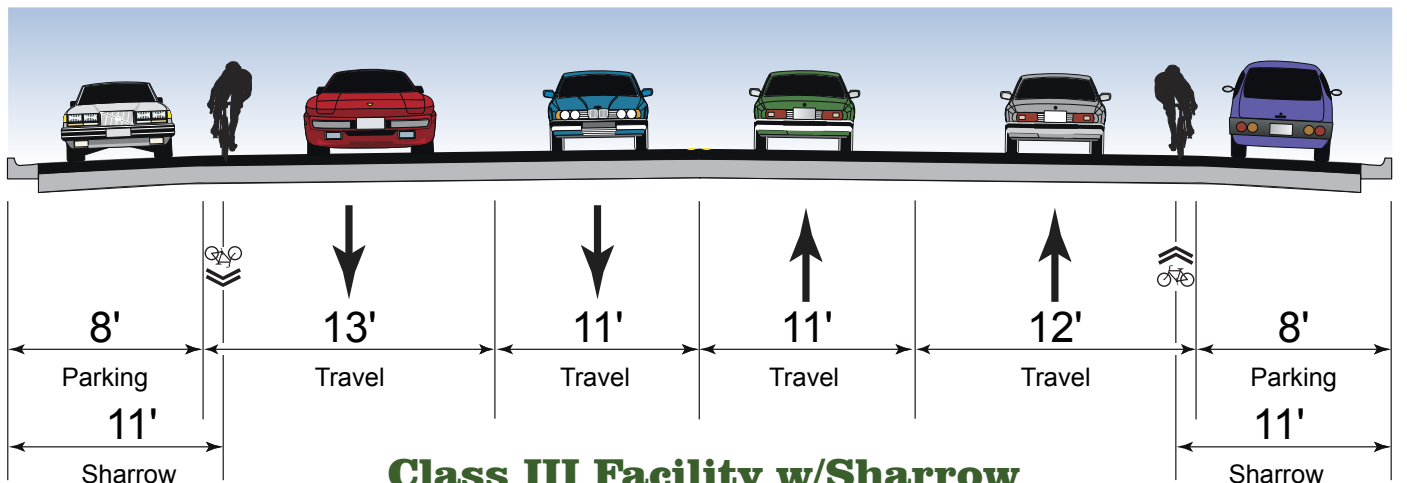 8' 13' 11' 11' 12' 8'
Parking Travel Travel Travel Travel Parking
11' 11'
Sharrow Class III Facility w/Sharrow Sharrow